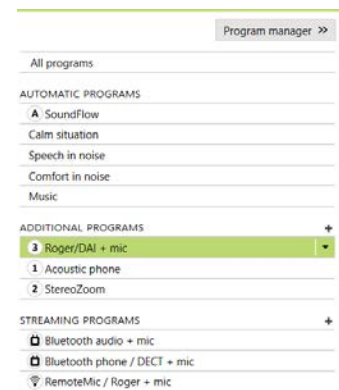 Program manager >>
All programs
AUTOMATIC PROGRAMS
A SoundFlow
Calm situation
Speech in noise
Comfort in noise
Music
ADDITIONAL PROGRAMS +
3 Roger/DAI + mic
1 Acoustic phone
2 StereoZoom
STREAMING PROGRAMS +
Bluetooth audio + mic
Bluetooth phone / DECT + mic
RemoteMic / Roger + mic